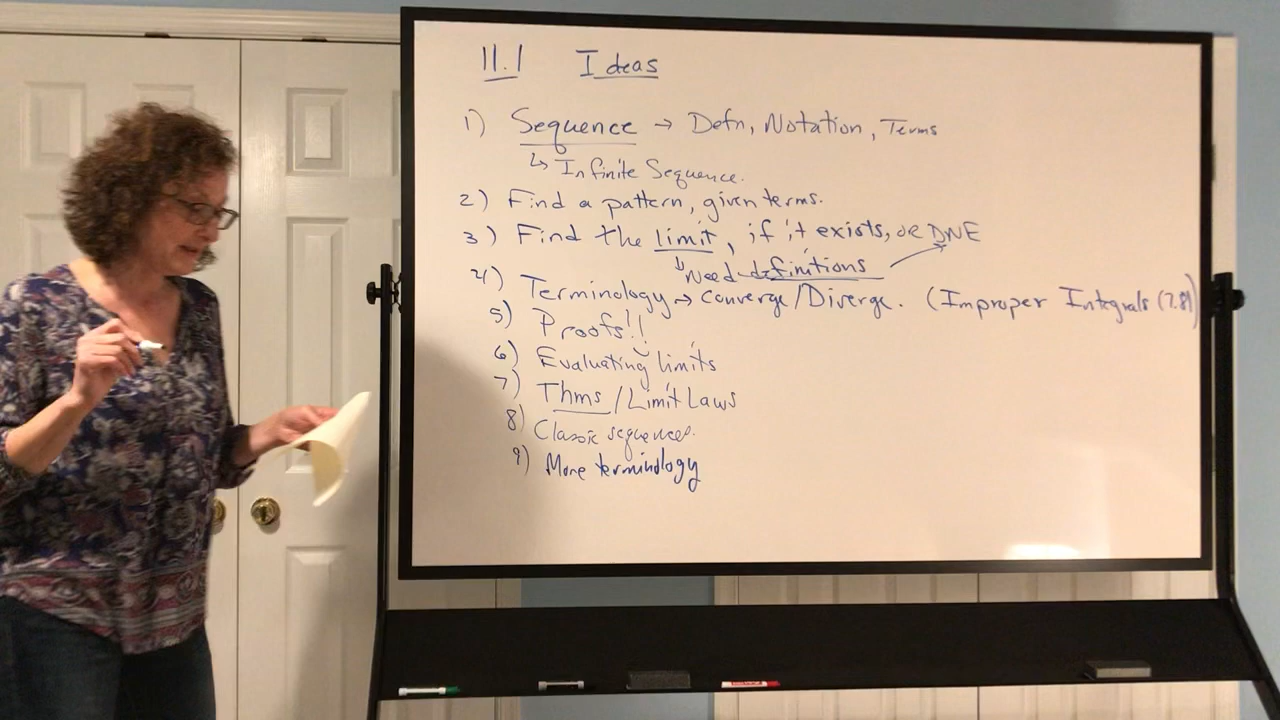 11.1 Ideas
1) Sequence → Defn, Notation, Terms
↳ Infinite Sequence.
2) Find a pattern, given terms.
3) Find the limit, if it exists, or DNE
↓ Need definitions
4) Terminology → Converge/Diverge. (Improper Integrals (7.8))
5) Proofs!!
6) Evaluating limits
7) Thms / Limit Laws
8) Classic sequences.
9) More terminology